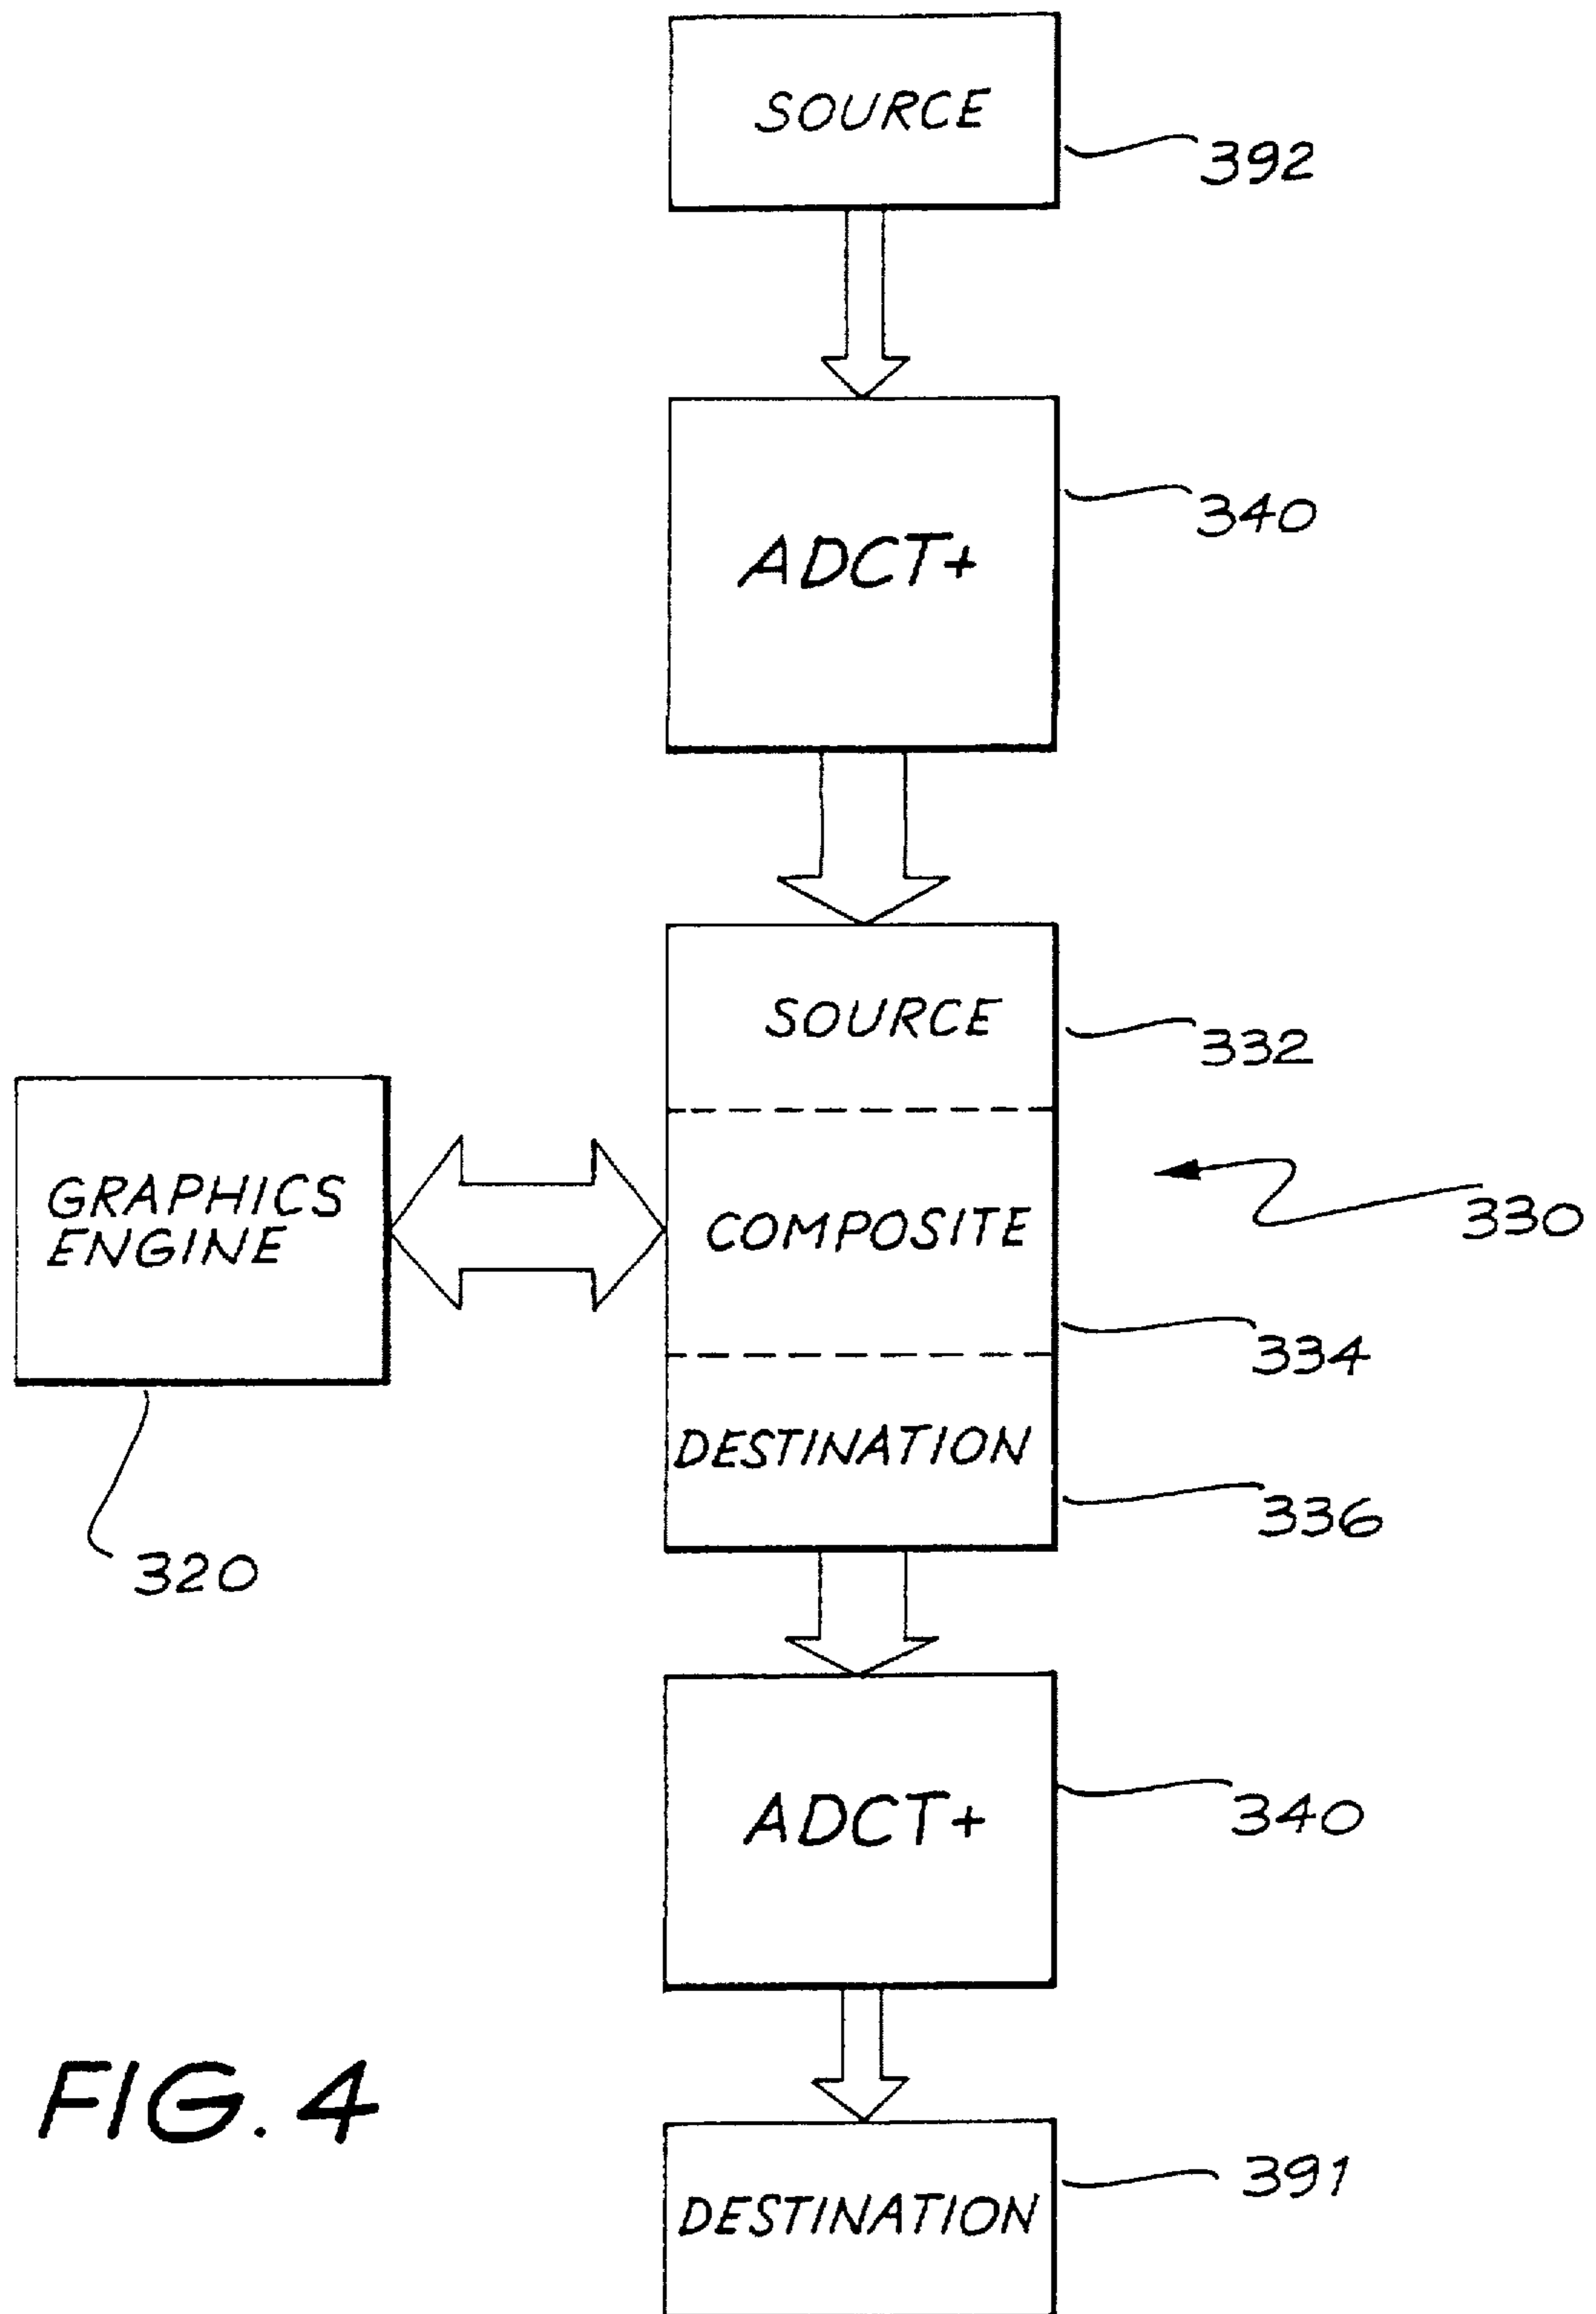 SOURCE
392
340
ADCT+
SOURCE
332
GRAPHICS
ENGINE
COMPOSITE
330
334
DESTINATION
336
320
ADCT+
340
FIG. 4
391
DESTINATION